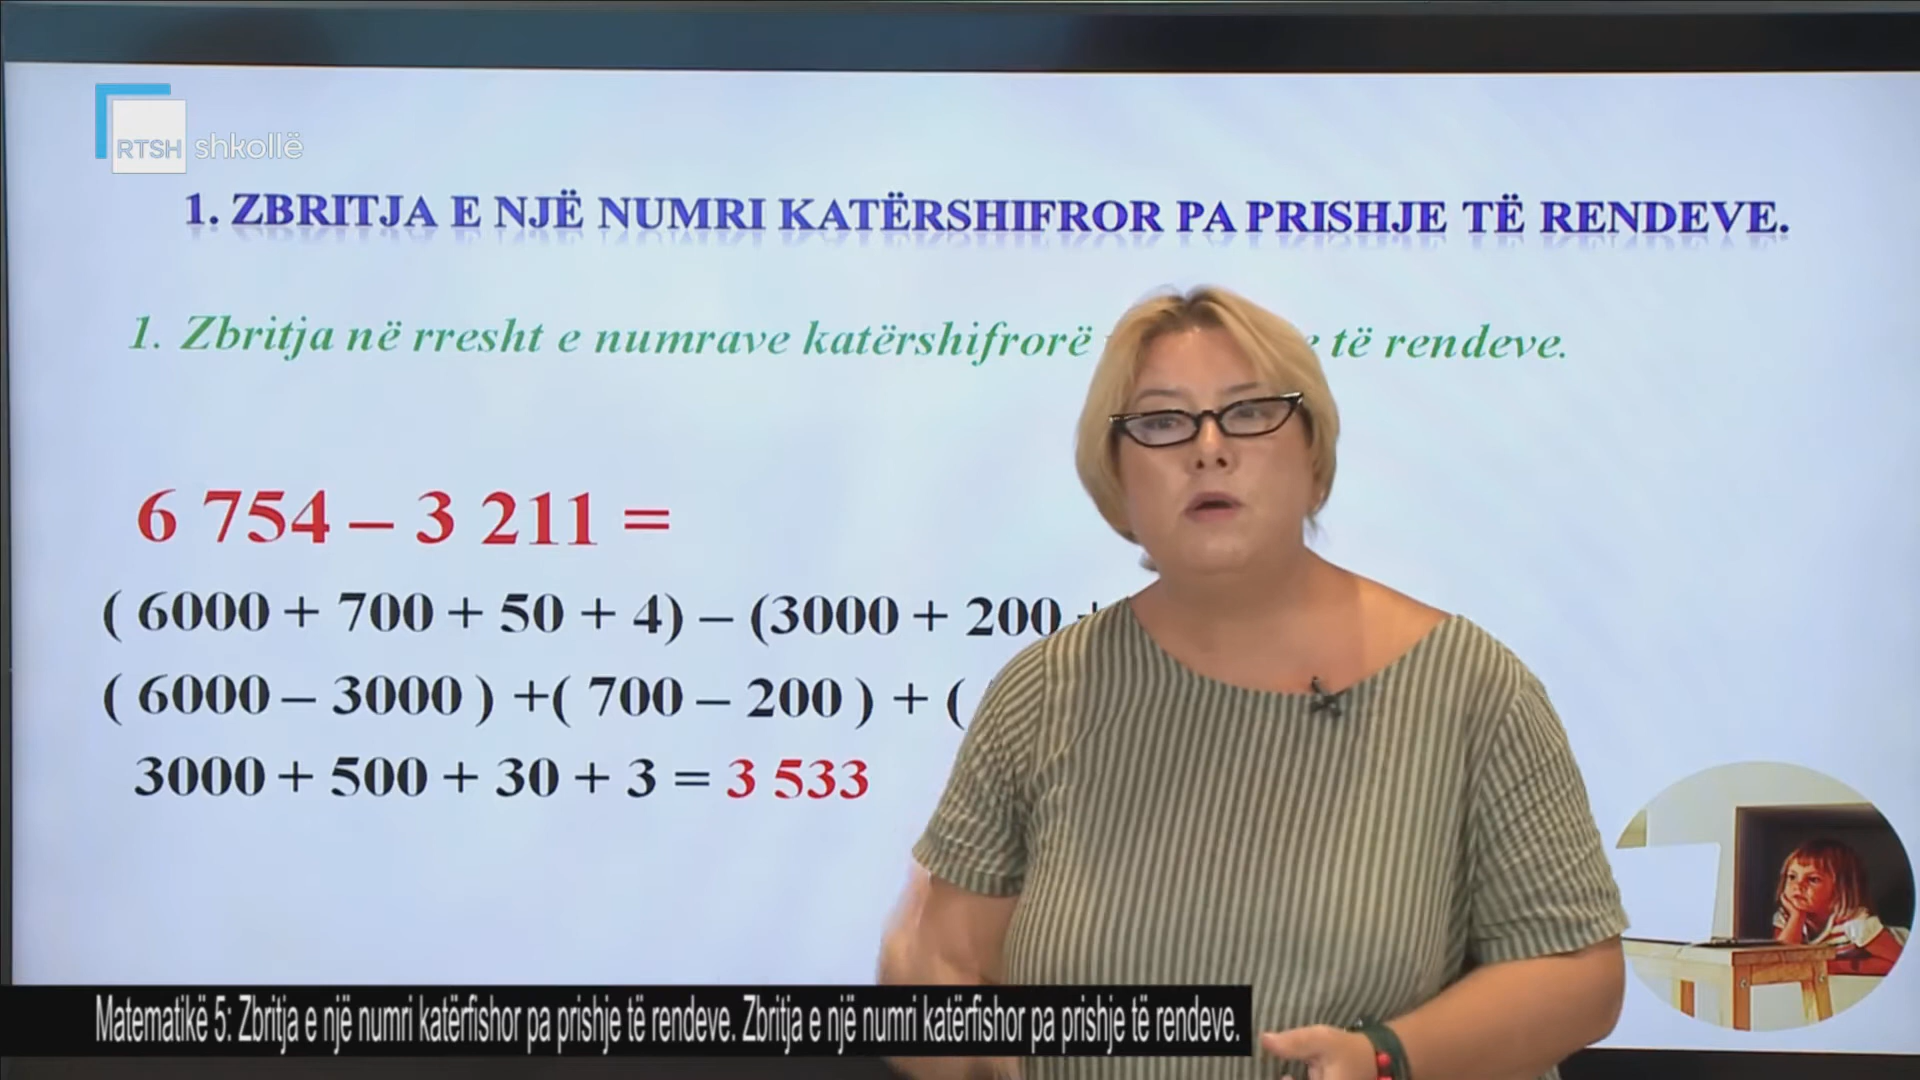 RTSH shkollë
1. ZBRITJA E NJË NUMRI KATËRSHIFROR PA PRISHJE TË RENDEVE.
1. Zbritja në rresht e numrave katërshifrorë të rendeve.
6 754 – 3 211 =
( 6000 + 700 + 50 + 4) – (3000 + 200 +
( 6000 – 3000 ) +( 700 – 200 ) + (
3000 + 500 + 30 + 3 = 3 533
Matematikë 5: Zbritja e një numri katërfishor pa prishje të rendeve. Zbritja e një numri katërfishor pa prishje të rendeve.